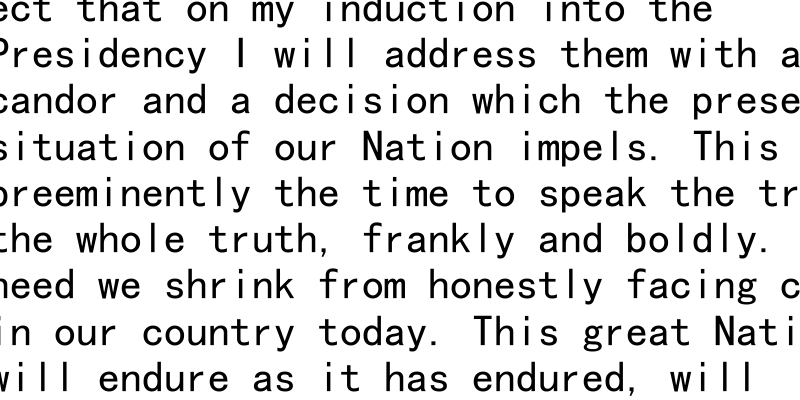 ect that on my induction into the
Presidency I will address them with a
candor and a decision which the prese
situation of our Nation impels. This
preeminently the time to speak the tr
the whole truth, frankly and boldly.
need we shrink from honestly facing c
in our country today. This great Nati
will endure as it has endured, will